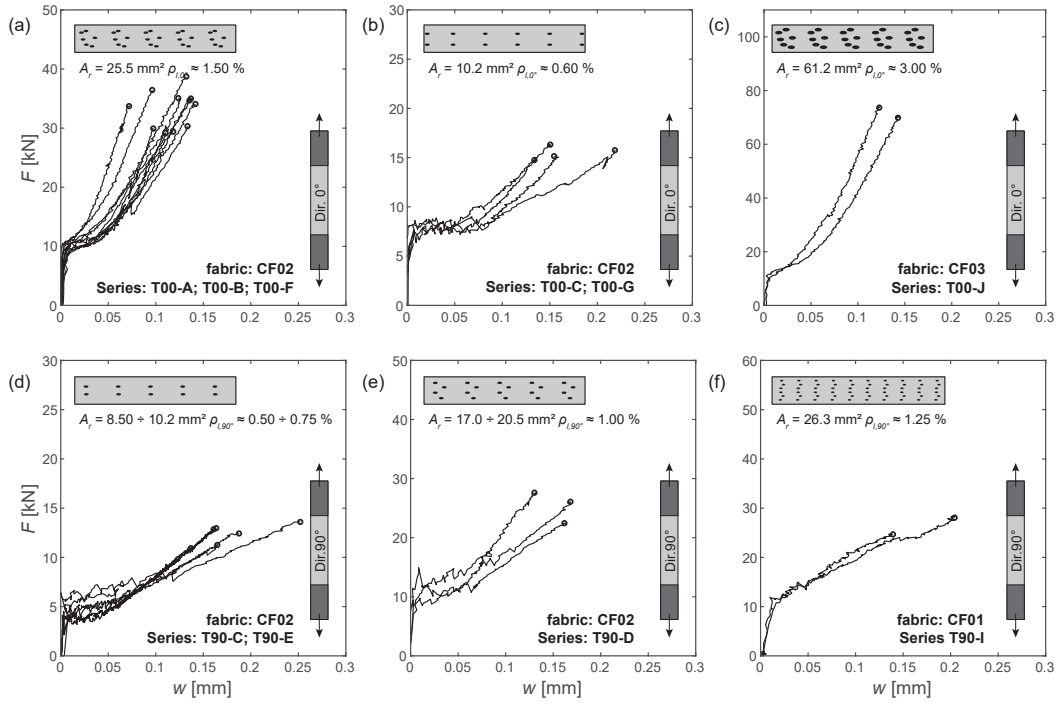 (a)
50
40
30
20
10
0
F [kN]
A_r = 25.5 mm² ρ_l,0° ≈ 1.50 %
Dir. 0°
fabric: CF02
Series: T00-A; T00-B; T00-F
0 0.05 0.1 0.15 0.2 0.25 0.3
(b)
30
25
20
15
10
5
0
A_r = 10.2 mm² ρ_l,0° ≈ 0.60 %
Dir. 0°
fabric: CF02
Series: T00-C; T00-G
0 0.05 0.1 0.15 0.2 0.25 0.3
(c)
100
80
60
40
20
0
A_r = 61.2 mm² ρ_l,0° ≈ 3.00 %
Dir. 0°
fabric: CF03
Series: T00-J
0 0.05 0.1 0.15 0.2 0.25 0.3
(d)
30
25
20
15
10
5
0
F [kN]
A_r = 8.50 ÷ 10.2 mm² ρ_l,90° ≈ 0.50 ÷ 0.75 %
Dir.90°
fabric: CF02
Series: T90-C; T90-E
0 0.05 0.1 0.15 0.2 0.25 0.3
w [mm]
(e)
50
40
30
20
10
0
A_r = 17.0 ÷ 20.5 mm² ρ_l,90° ≈ 1.00 %
Dir.90°
fabric: CF02
Series: T90-D
0 0.05 0.1 0.15 0.2 0.25 0.3
w [mm]
(f)
60
50
40
30
20
10
0
A_r = 26.3 mm² ρ_l,90° ≈ 1.25 %
Dir.90°
fabric: CF01
Series T90-I
0 0.05 0.1 0.15 0.2 0.25 0.3
w [mm]